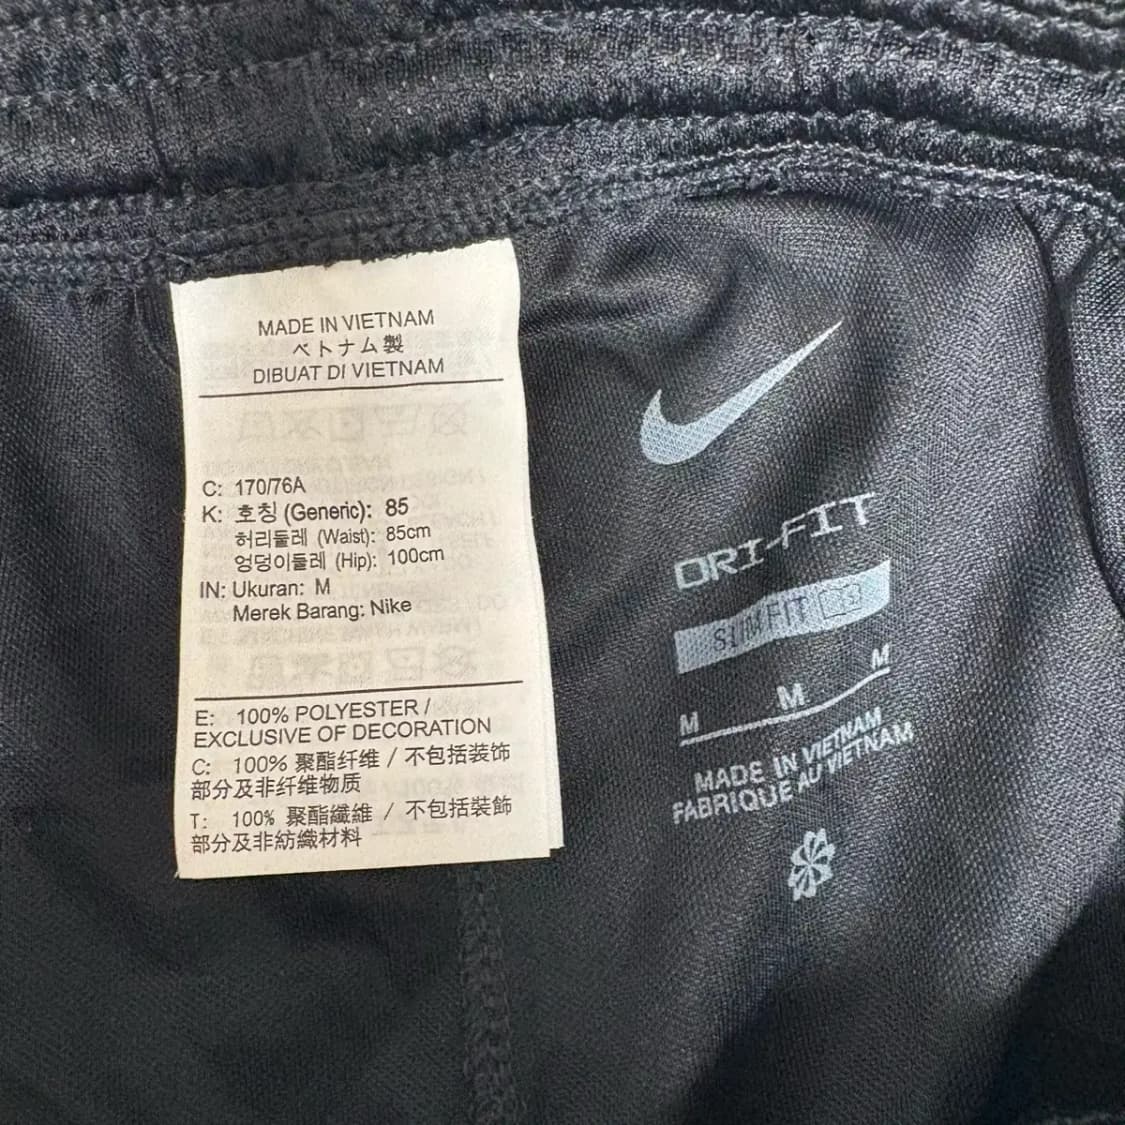 MADE IN VIETNAM
ベトナム製
DIBUAT DI VIETNAM
C: 170/76A
K: 호칭 (Generic): 85
허리둘레 (Waist): 85cm
엉덩이둘레 (Hip): 100cm
IN: Ukuran: M
Merek Barang: Nike
E: 100% POLYESTER /
EXCLUSIVE OF DECORATION
C: 100% 聚酯纤维 / 不包括装饰
部分及非纤维物质
T: 100% 聚酯纖維 / 不包括裝飾
部分及非紡織材料
DRI-FIT
SLIM FIT
M M M
MADE IN VIETNAM
FABRIQUE AU VIETNAM